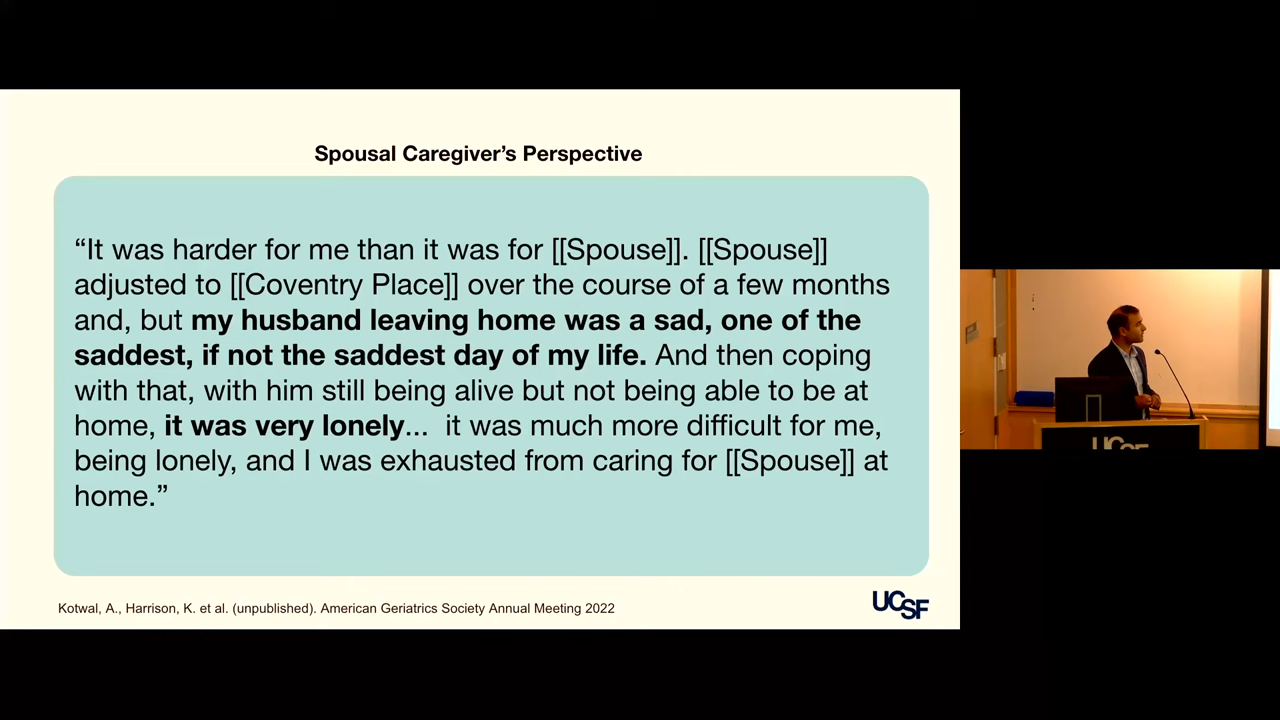 Spousal Caregiver’s Perspective
“It was harder for me than it was for [[Spouse]]. [[Spouse]]
adjusted to [[Coventry Place]] over the course of a few months
and, but my husband leaving home was a sad, one of the
saddest, if not the saddest day of my life. And then coping
with that, with him still being alive but not being able to be at
home, it was very lonely... it was much more difficult for me,
being lonely, and I was exhausted from caring for [[Spouse]] at
home.”
Kotwal, A., Harrison, K. et al. (unpublished). American Geriatrics Society Annual Meeting 2022
UCSF
UCSF